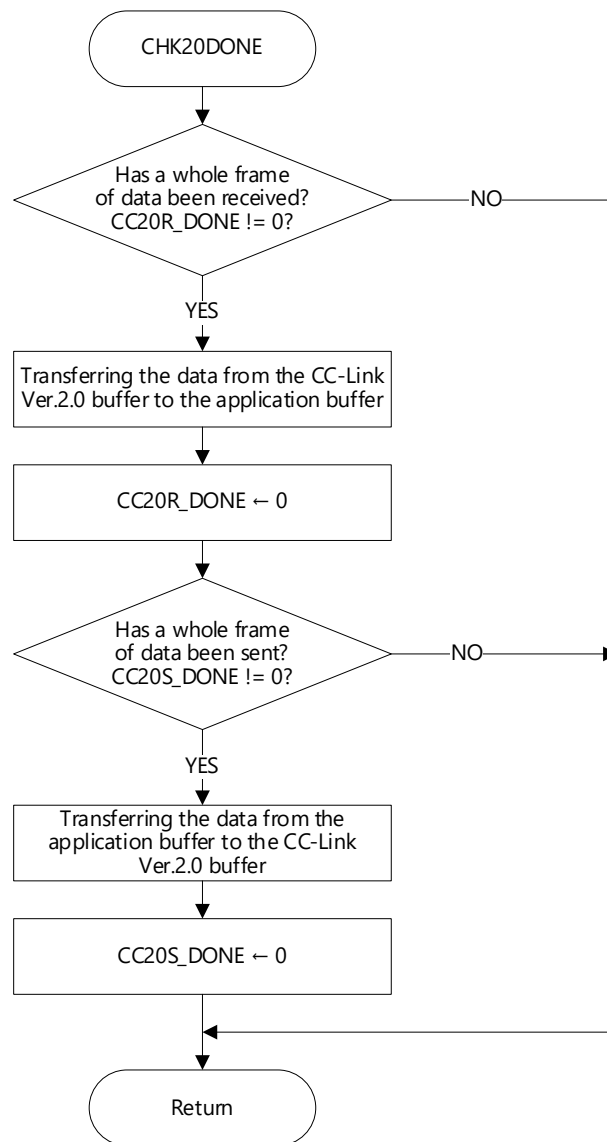 CHK20DONE
Has a whole frame
of data been received?
CC20R_DONE != 0?
NO
YES
Transferring the data from the CC-Link
Ver.2.0 buffer to the application buffer
CC20R_DONE ← 0
Has a whole frame
of data been sent?
CC20S_DONE != 0?
NO
YES
Transferring the data from the
application buffer to the CC-Link
Ver.2.0 buffer
CC20S_DONE ← 0
Return